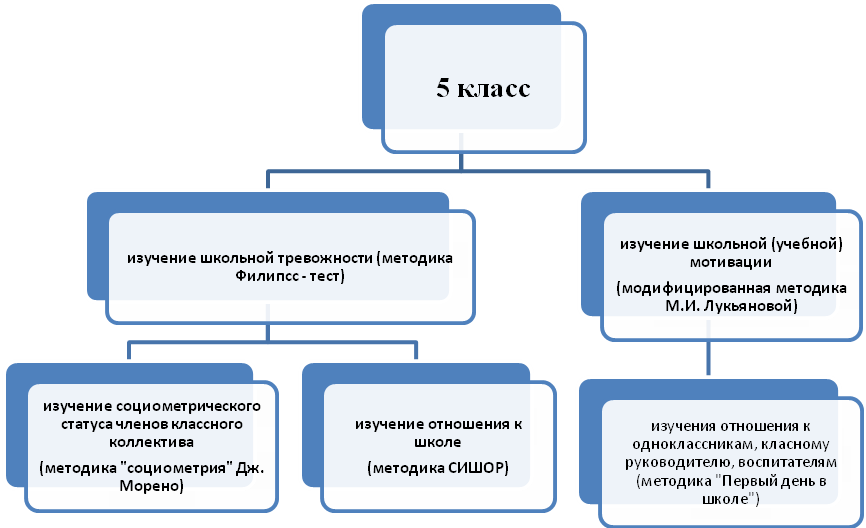 5 класс
изучение школьной тревожности (методика
Филипсс - тест)
изучение школьной (учебной)
мотивации
(модифицированная методика
М.И. Лукьяновой)
изучение социометрического
статуса членов классного
коллектива
(методика "социометрия" Дж.
Морено)
изучение отношения к
школе
(методика СИШОР)
изучения отношения к
одноклассникам, класному
руководителю, воспитателям
(методика "Первый день в
школе")